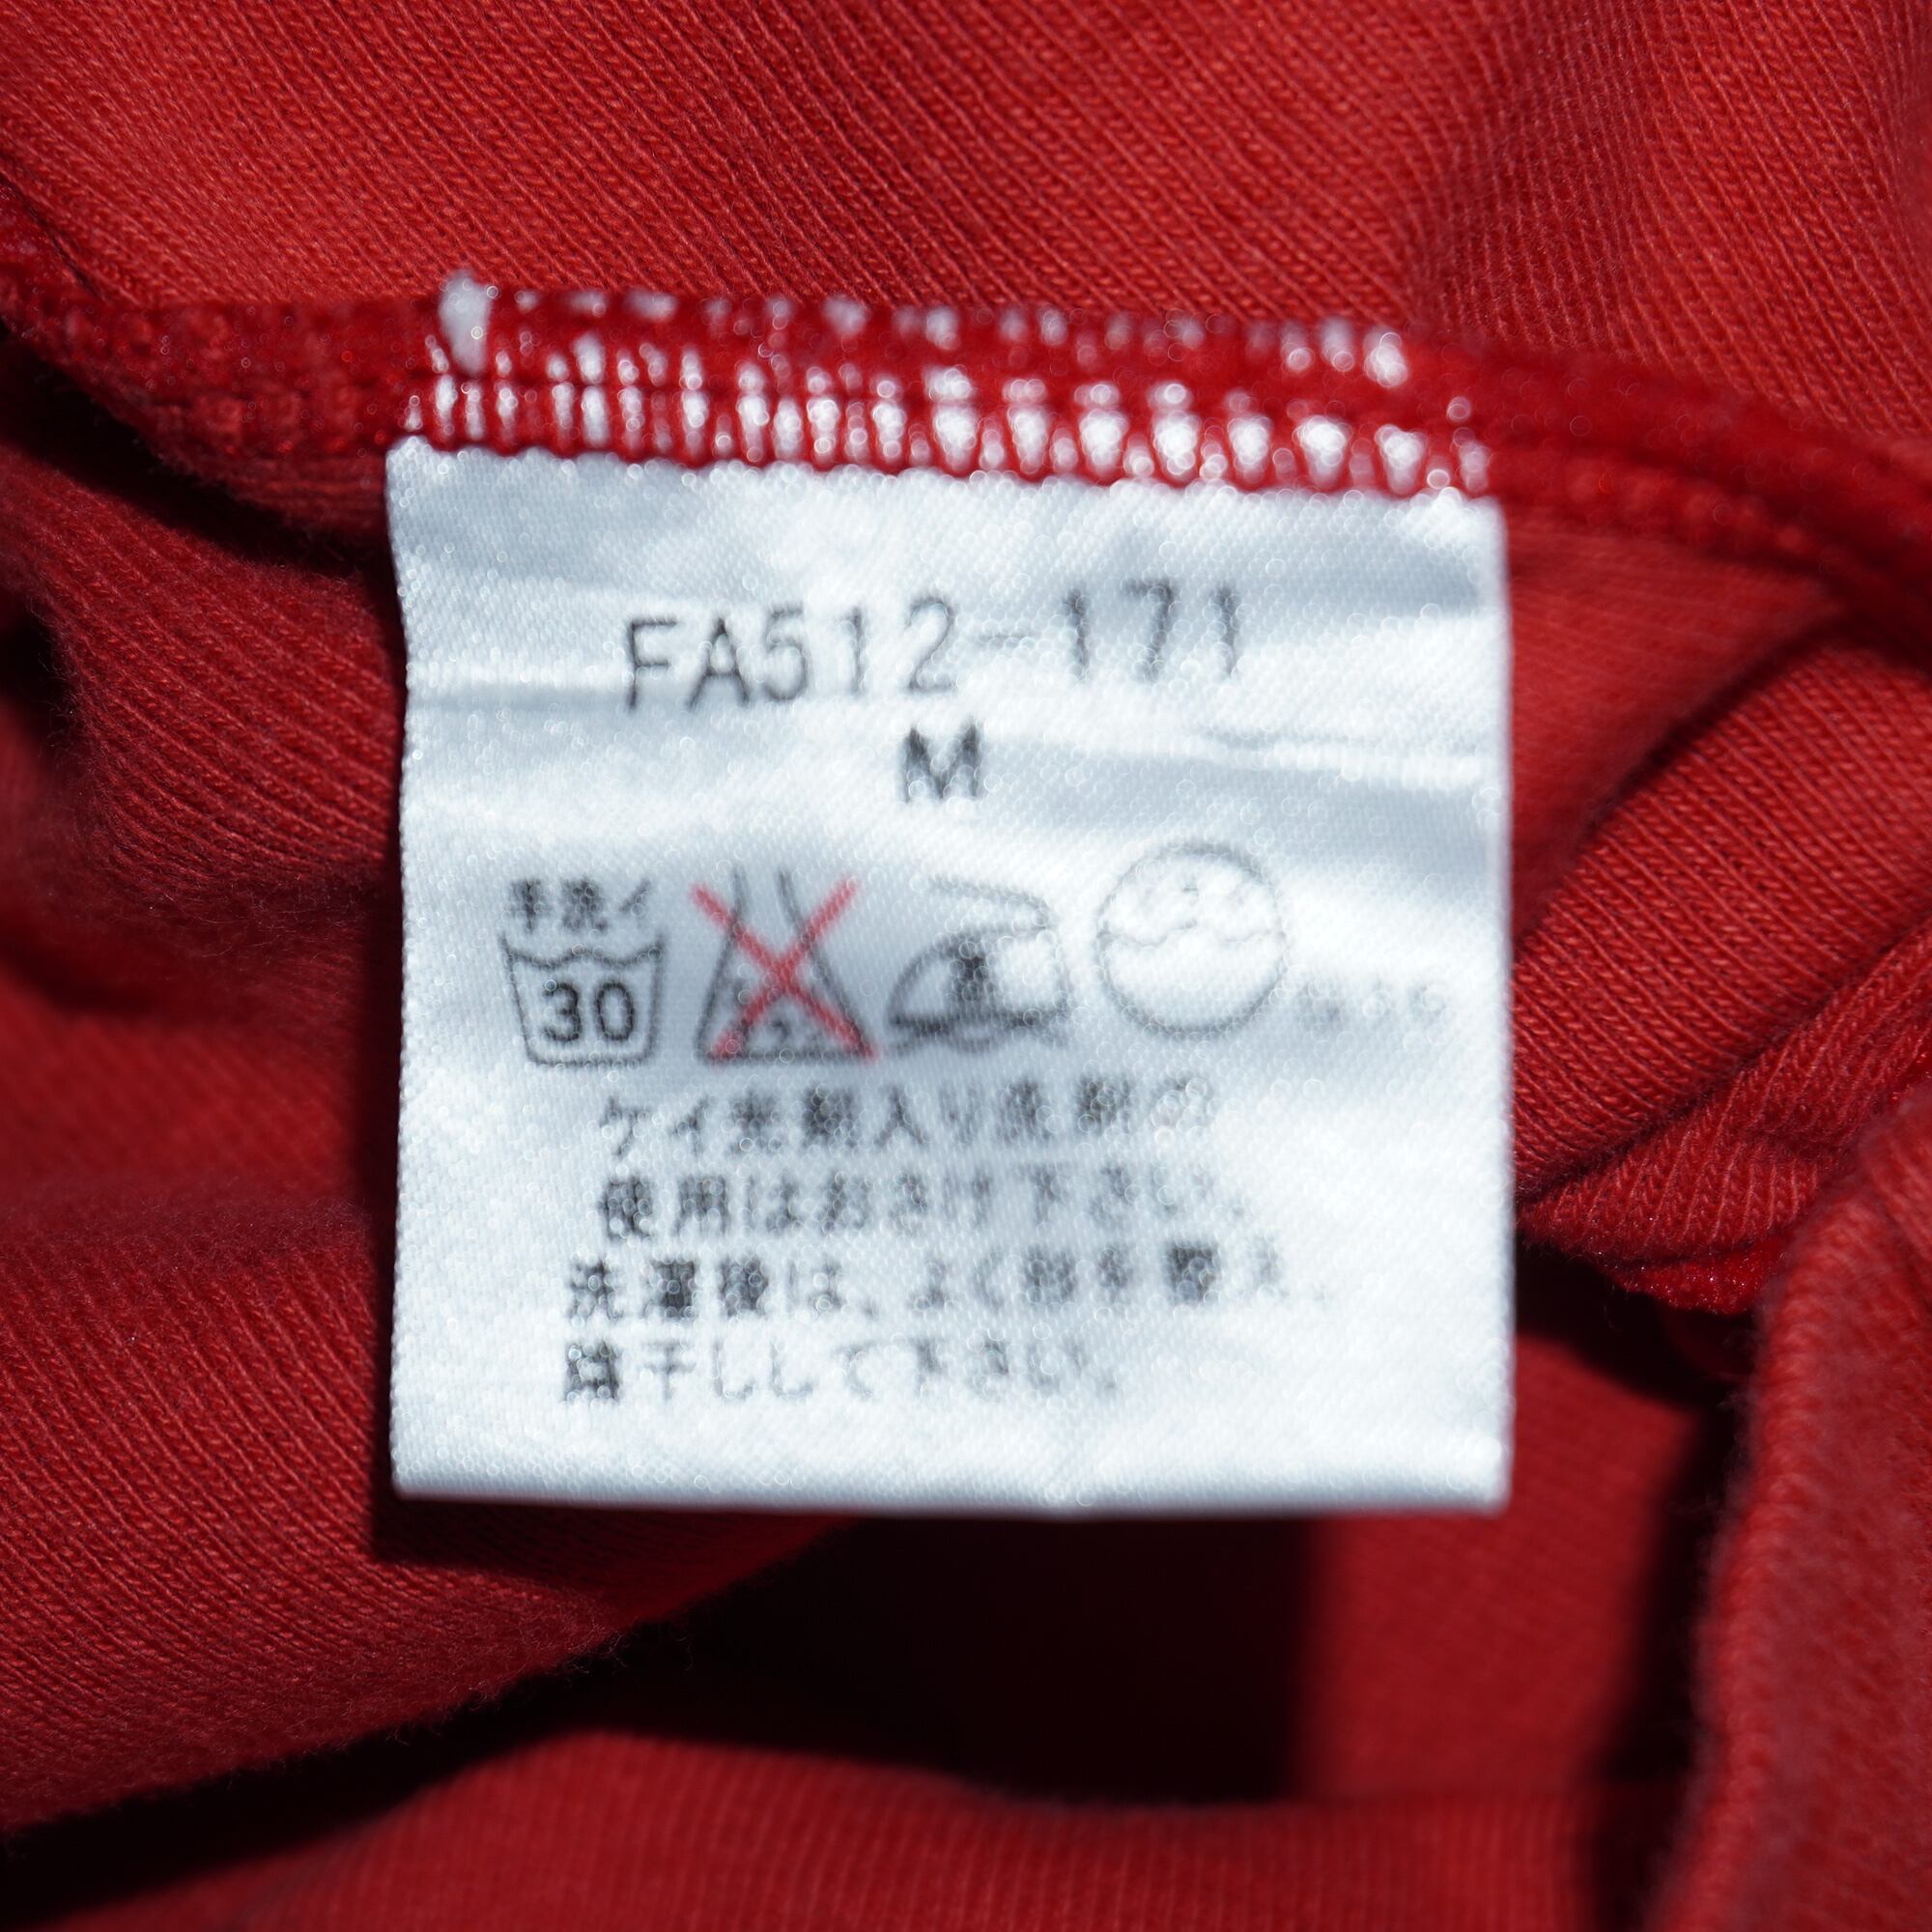 FA512-171
M
手洗イ
30
ケイ光剤入り洗剤の
使用はおさけ下さい。
洗濯後は、よく形を整え、
陰干しして下さい。